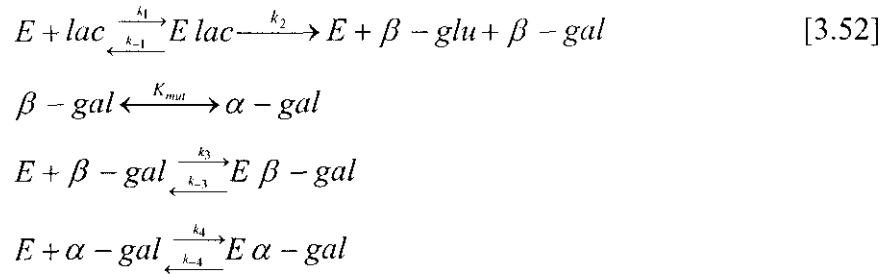 E + lac ⇄ E lac → E + β − glu + β − gal [3.52] k₁ k₋₁ k₂
β − gal ↔ α − gal K_mut
E + β − gal ⇄ E β − gal k₃ k₋₃
E + α − gal ⇄ E α − gal k₄ k₋₄